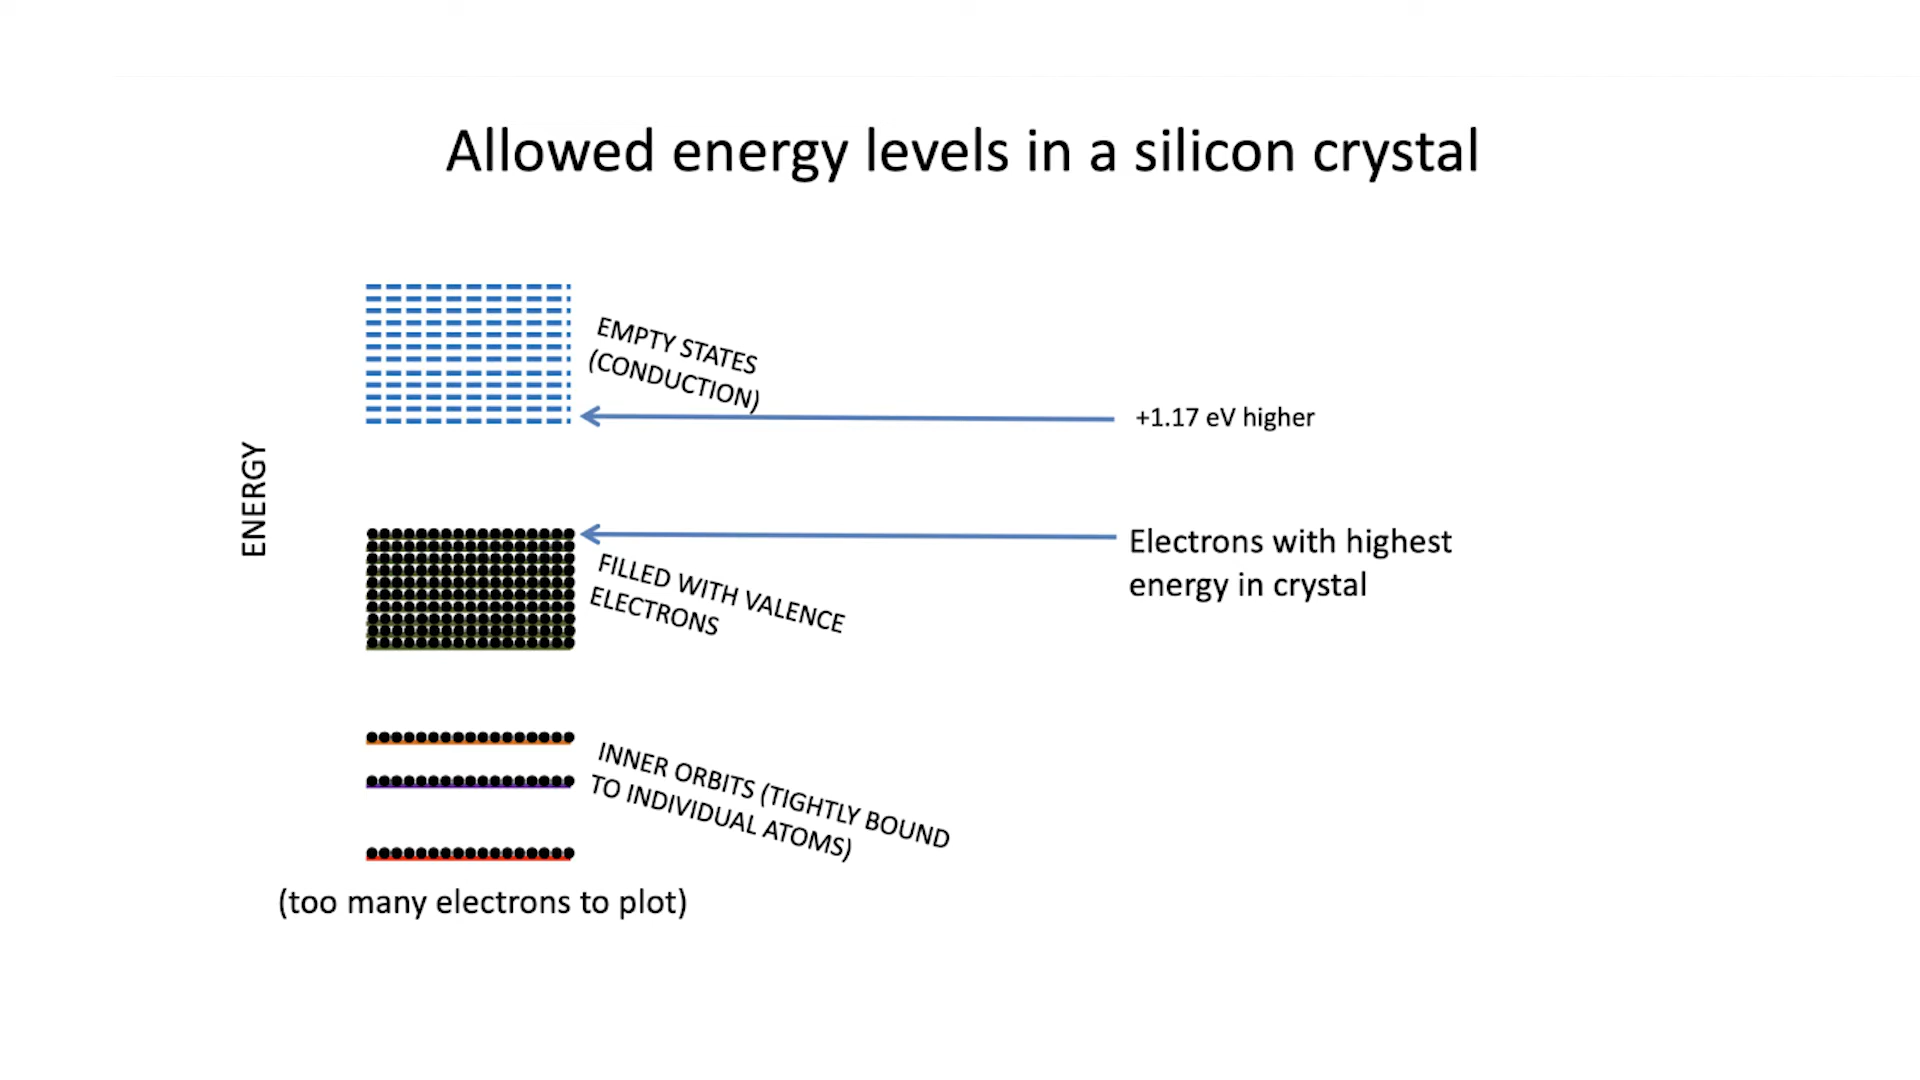 Allowed energy levels in a silicon crystal
EMPTY STATES
(CONDUCTION)
+1.17 eV higher
ENERGY
Electrons with highest
energy in crystal
FILLED WITH VALENCE
ELECTRONS
INNER ORBITS (TIGHTLY BOUND
TO INDIVIDUAL ATOMS)
(too many electrons to plot)